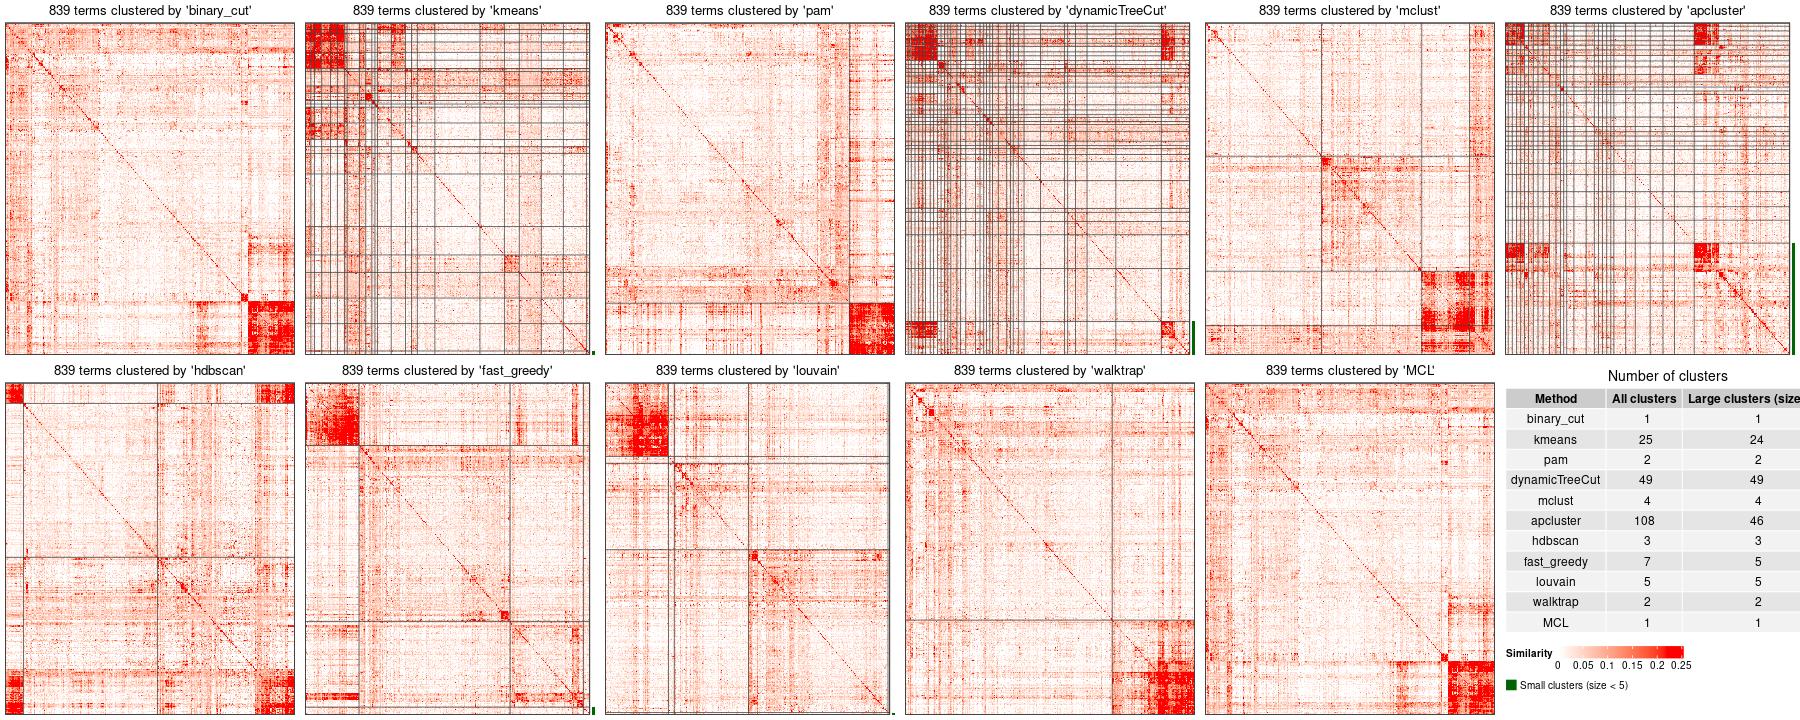 839 terms clustered by 'binary_cut'
839 terms clustered by 'kmeans'
839 terms clustered by 'pam'
839 terms clustered by 'dynamicTreeCut'
839 terms clustered by 'mclust'
839 terms clustered by 'apcluster'
839 terms clustered by 'hdbscan'
839 terms clustered by 'fast_greedy'
839 terms clustered by 'louvain'
839 terms clustered by 'walktrap'
839 terms clustered by 'MCL'
Number of clusters
Method All clusters Large clusters (size
binary_cut 1 1
kmeans 25 24
pam 2 2
dynamicTreeCut 49 49
mclust 4 4
apcluster 108 46
hdbscan 3 3
fast_greedy 7 5
louvain 5 5
walktrap 2 2
MCL 1 1
Similarity
0 0.05 0.1 0.15 0.2 0.25
Small clusters (size < 5)